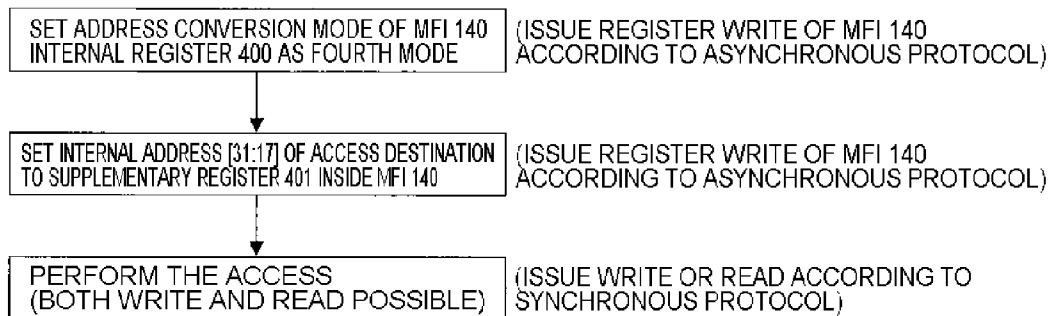 SET ADDRESS CONVERSION MODE OF MFI 140
INTERNAL REGISTER 400 AS FOURTH MODE
(ISSUE REGISTER WRITE OF MFI 140
ACCORDING TO ASYNCHRONOUS PROTOCOL)
SET INTERNAL ADDRESS [31:17] OF ACCESS DESTINATION
TO SUPPLEMENTARY REGISTER 401 INSIDE MFI 140
(ISSUE REGISTER WRITE OF MFI 140
ACCORDING TO ASYNCHRONOUS PROTOCOL)
PERFORM THE ACCESS
(BOTH WRITE AND READ POSSIBLE)
(ISSUE WRITE OR READ ACCORDING TO
SYNCHRONOUS PROTOCOL)